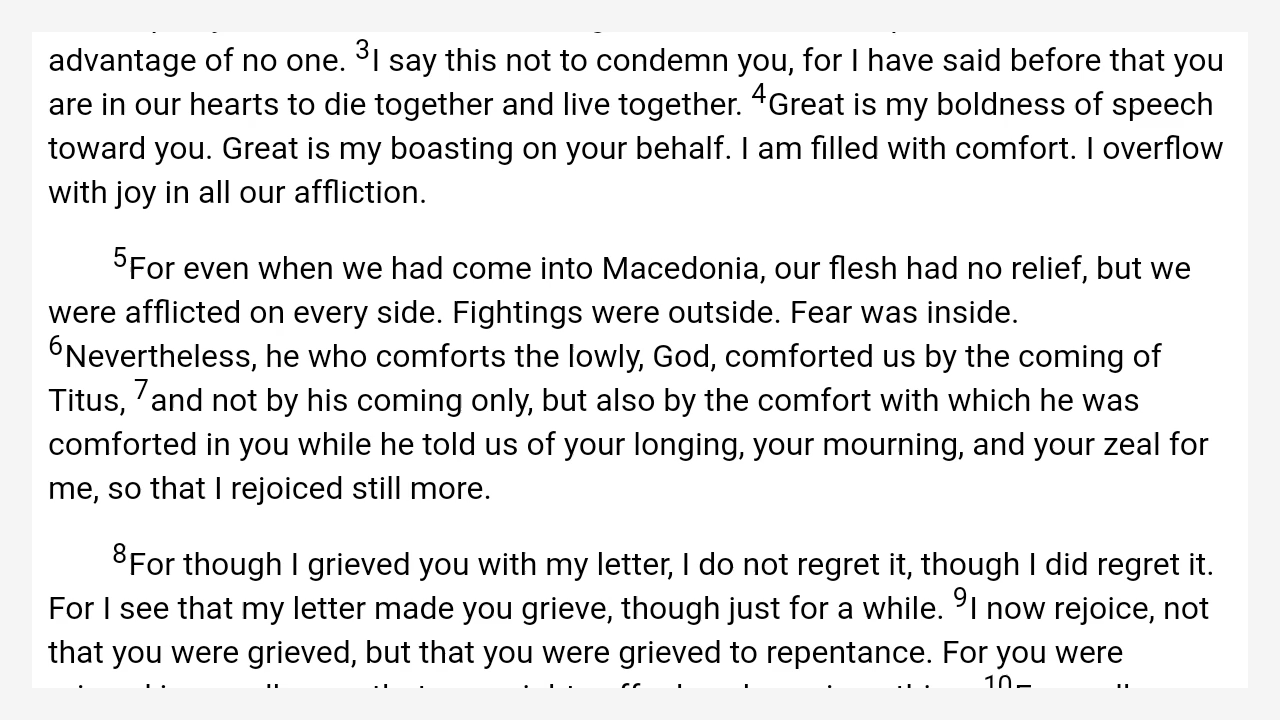 advantage of no one. 3I say this not to condemn you, for I have said before that you
are in our hearts to die together and live together. 4Great is my boldness of speech
toward you. Great is my boasting on your behalf. I am filled with comfort. I overflow
with joy in all our affliction.
5For even when we had come into Macedonia, our flesh had no relief, but we
were afflicted on every side. Fightings were outside. Fear was inside.
6Nevertheless, he who comforts the lowly, God, comforted us by the coming of
Titus, 7and not by his coming only, but also by the comfort with which he was
comforted in you while he told us of your longing, your mourning, and your zeal for
me, so that I rejoiced still more.
8For though I grieved you with my letter, I do not regret it, though I did regret it.
For I see that my letter made you grieve, though just for a while. 9I now rejoice, not
that you were grieved, but that you were grieved to repentance. For you were
10